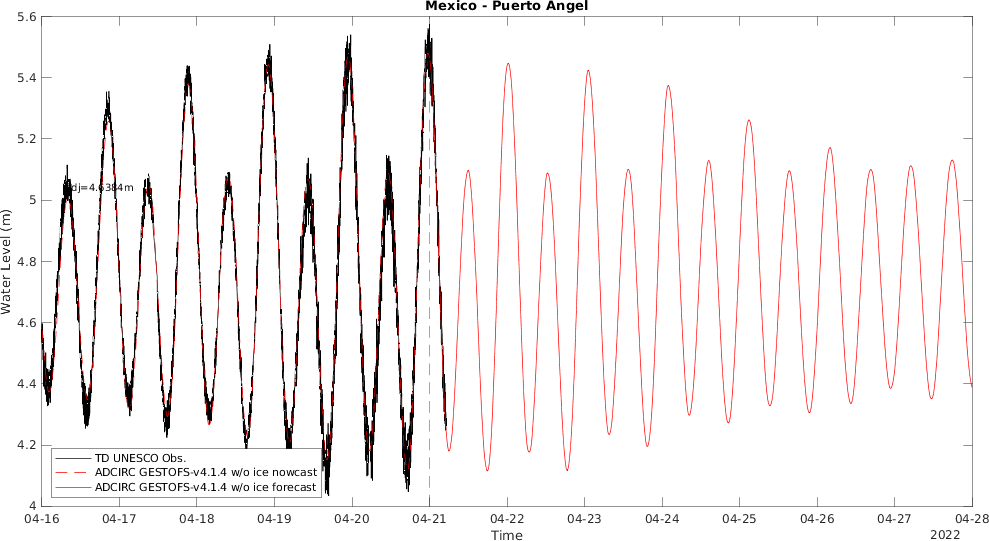 Mexico - Puerto Angel
5.6
5.4
5.2
5
4.8
4.6
4.4
4.2
4
Water Level (m)
dj=4.6384m
TD UNESCO Obs.
ADCIRC GESTOFS-v4.1.4 w/o ice nowcast
ADCIRC GESTOFS-v4.1.4 w/o ice forecast
04-16 04-17 04-18 04-19 04-20 04-21 04-22 04-23 04-24 04-25 04-26 04-27 04-28
Time
2022